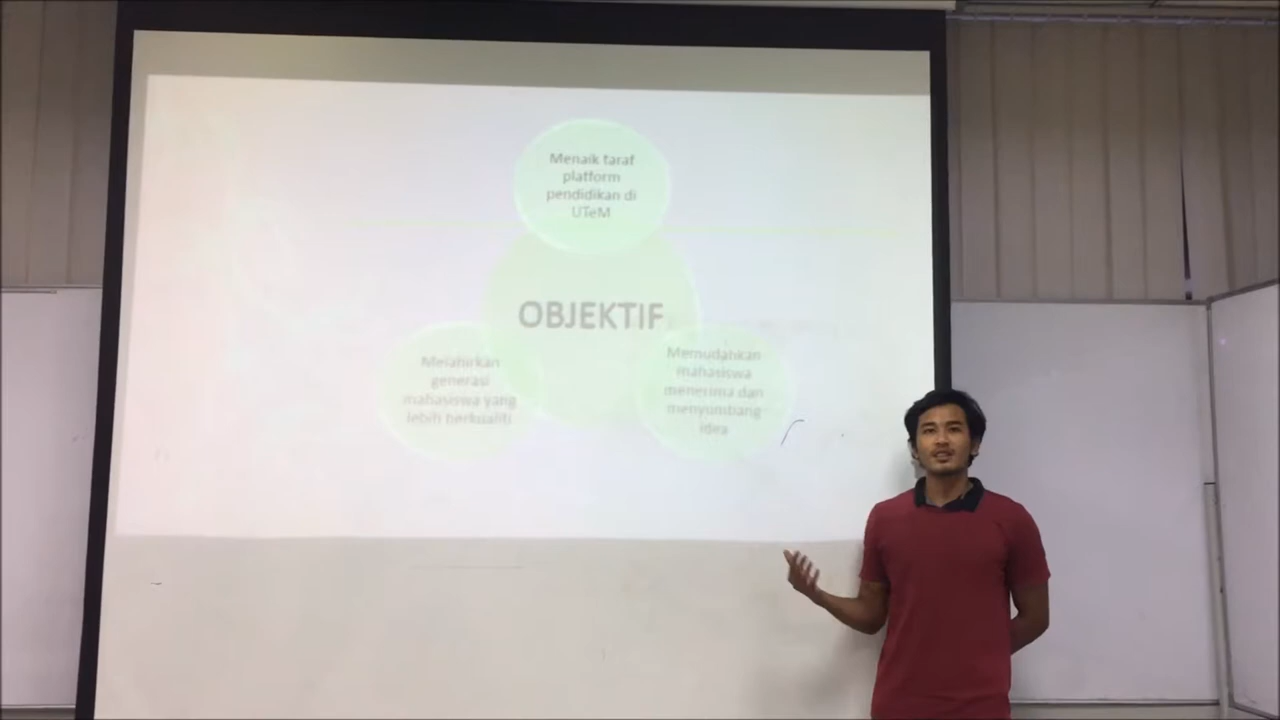 Menaik taraf
platform
pendidikan di
UTeM
OBJEKTIF
Melahirkan
generasi
mahasiswa yang
lebih berkualiti
Memudahkan
mahasiswa
menerima dan
menyumbang
idea